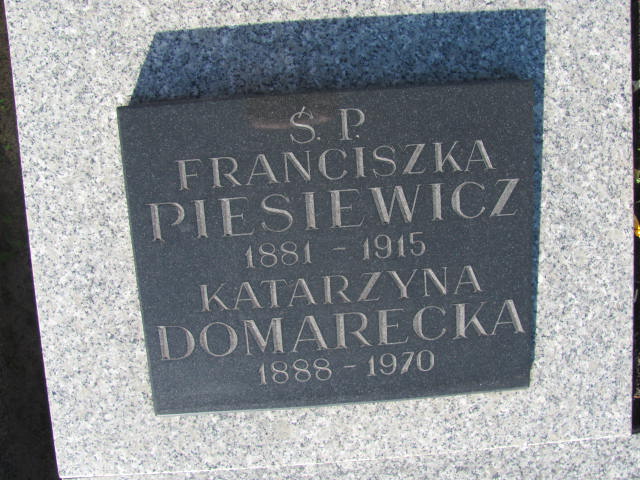 Ś. P.
FRANCISZKA
PIESIEWICZ
1881 - 1915
KATARZYNA
DOMARECKA
1888 - 1970